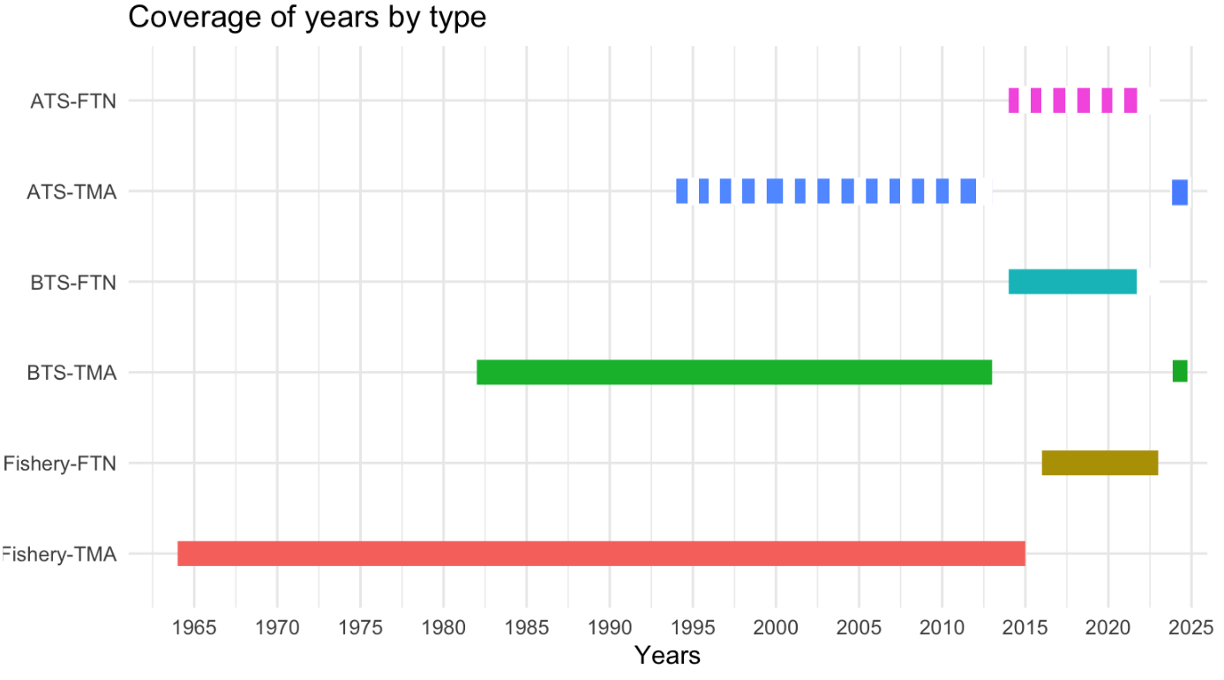 Coverage of years by type
ATS-FTN
ATS-TMA
BTS-FTN
BTS-TMA
Fishery-FTN
Fishery-TMA
1965 1970 1975 1980 1985 1990 1995 2000 2005 2010 2015 2020 2025
Years